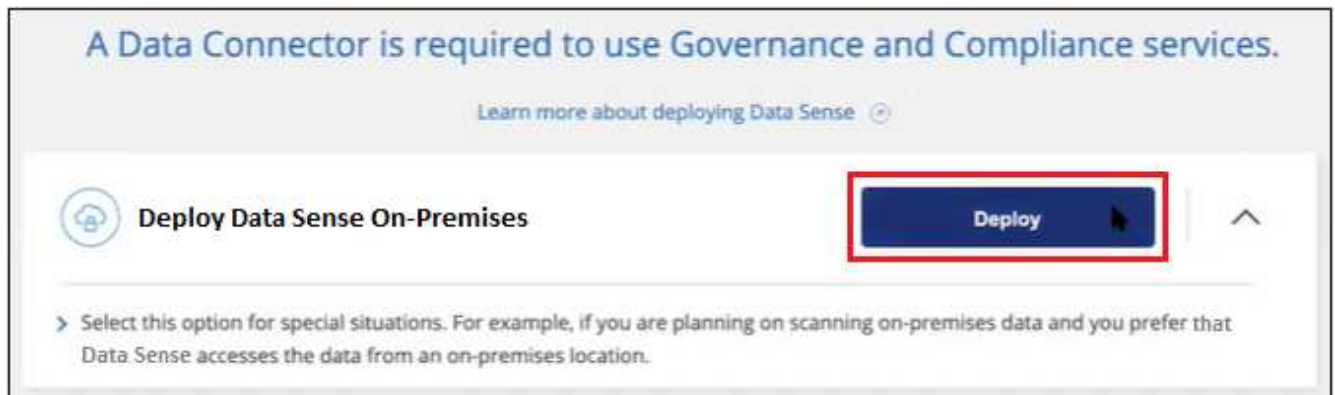 A Data Connector is required to use Governance and Compliance services.
Learn more about deploying Data Sense
Deploy Data Sense On-Premises
Deploy
Select this option for special situations. For example, if you are planning on scanning on-premises data and you prefer that
Data Sense accesses the data from an on-premises location.